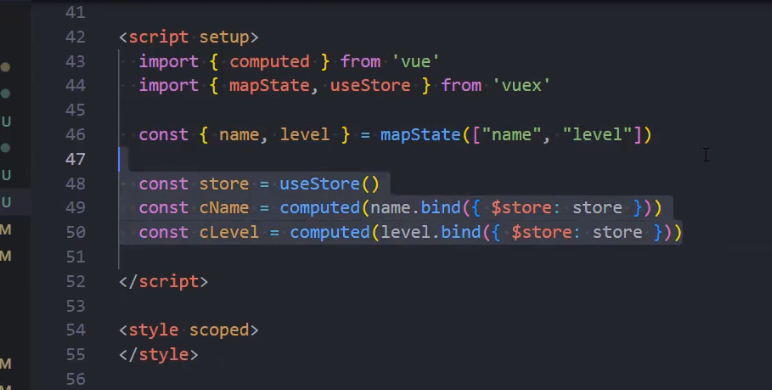 41
42 <script setup>
43 import { computed } from 'vue'
44 import { mapState, useStore } from 'vuex'
45
46 const { name, level } = mapState(["name", "level"])
47
48 const store = useStore()
49 const cName = computed(name.bind({ $store: store }))
50 const cLevel = computed(level.bind({ $store: store }))
51
52 </script>
53
54 <style scoped>
55 </style>
56
U
U
U
M
M
M
M